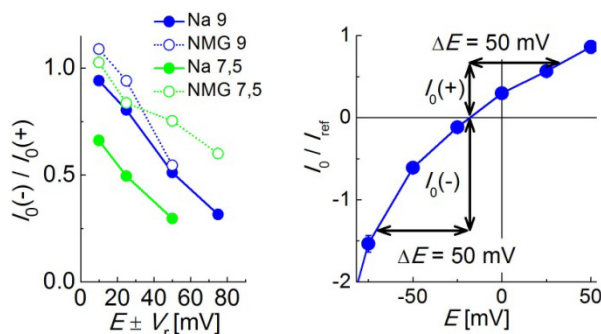 Na 9
NMG 9
Na 7,5
NMG 7,5
I₀(-) / I₀(+)
1.0
0.5
0.0
0 20 40 60 80
E ± Vᵣ[mV]
ΔE = 50 mV
I₀(+)
I₀(-)
ΔE = 50 mV
I₀ / I_ref
1
0
-1
-2
-50 0 50
E [mV]